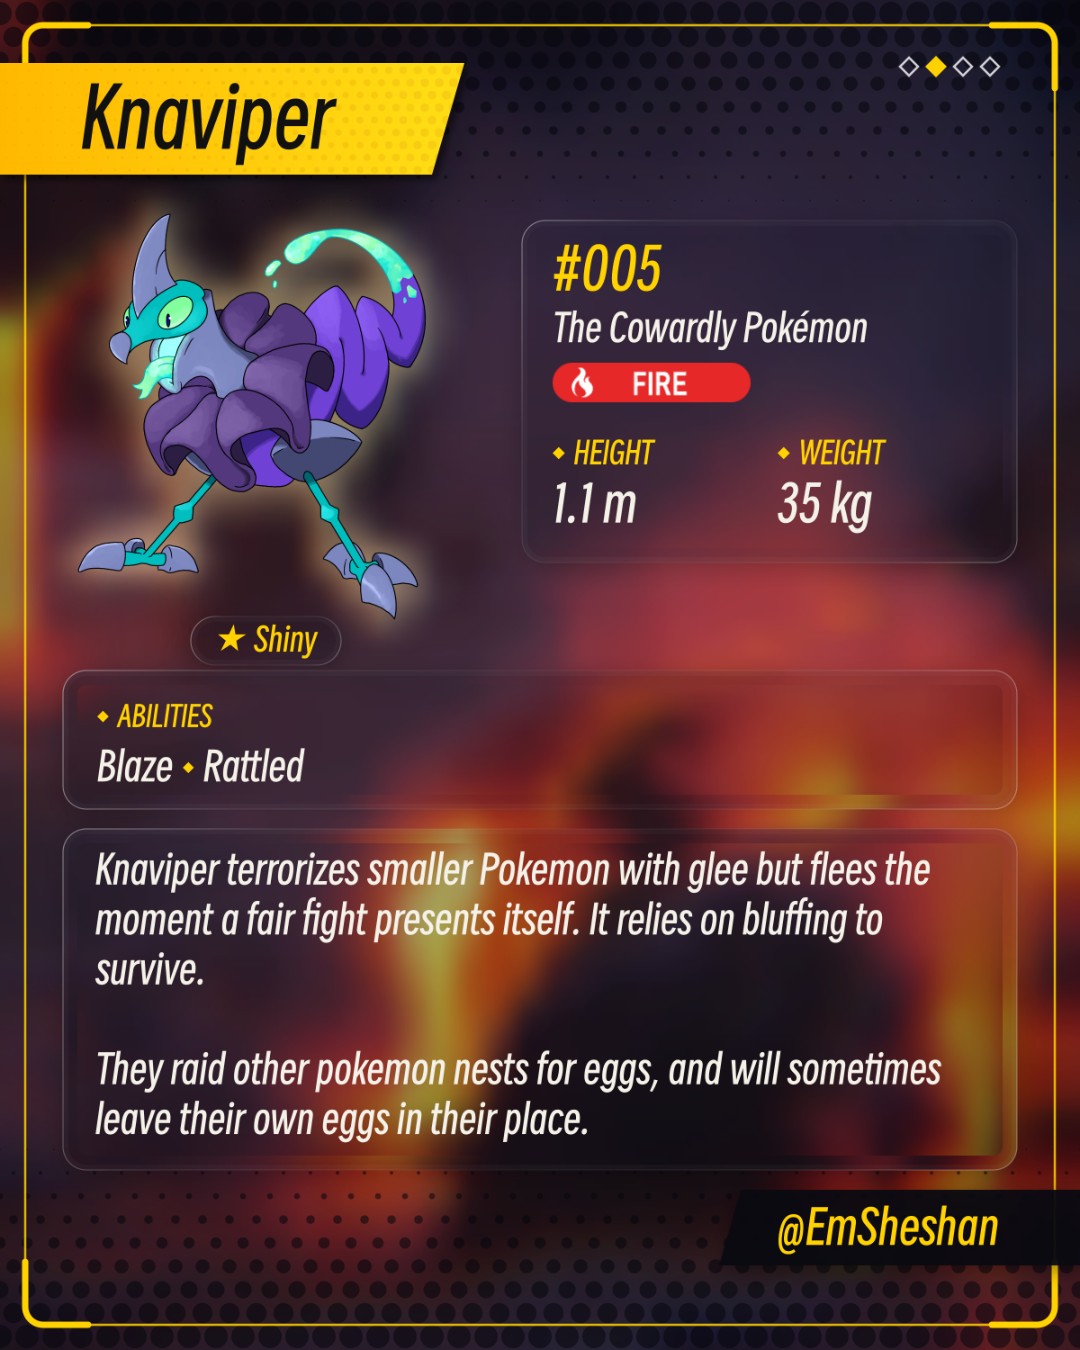 Knaviper
#005
The Cowardly Pokémon
FIRE
HEIGHT
WEIGHT
1.1 m
35 kg
Shiny
ABILITIES
Blaze • Rattled
Knaviper terrorizes smaller Pokemon with glee but flees the
moment a fair fight presents itself. It relies on bluffing to
survive.
They raid other pokemon nests for eggs, and will sometimes
leave their own eggs in their place.
@EmSheshan